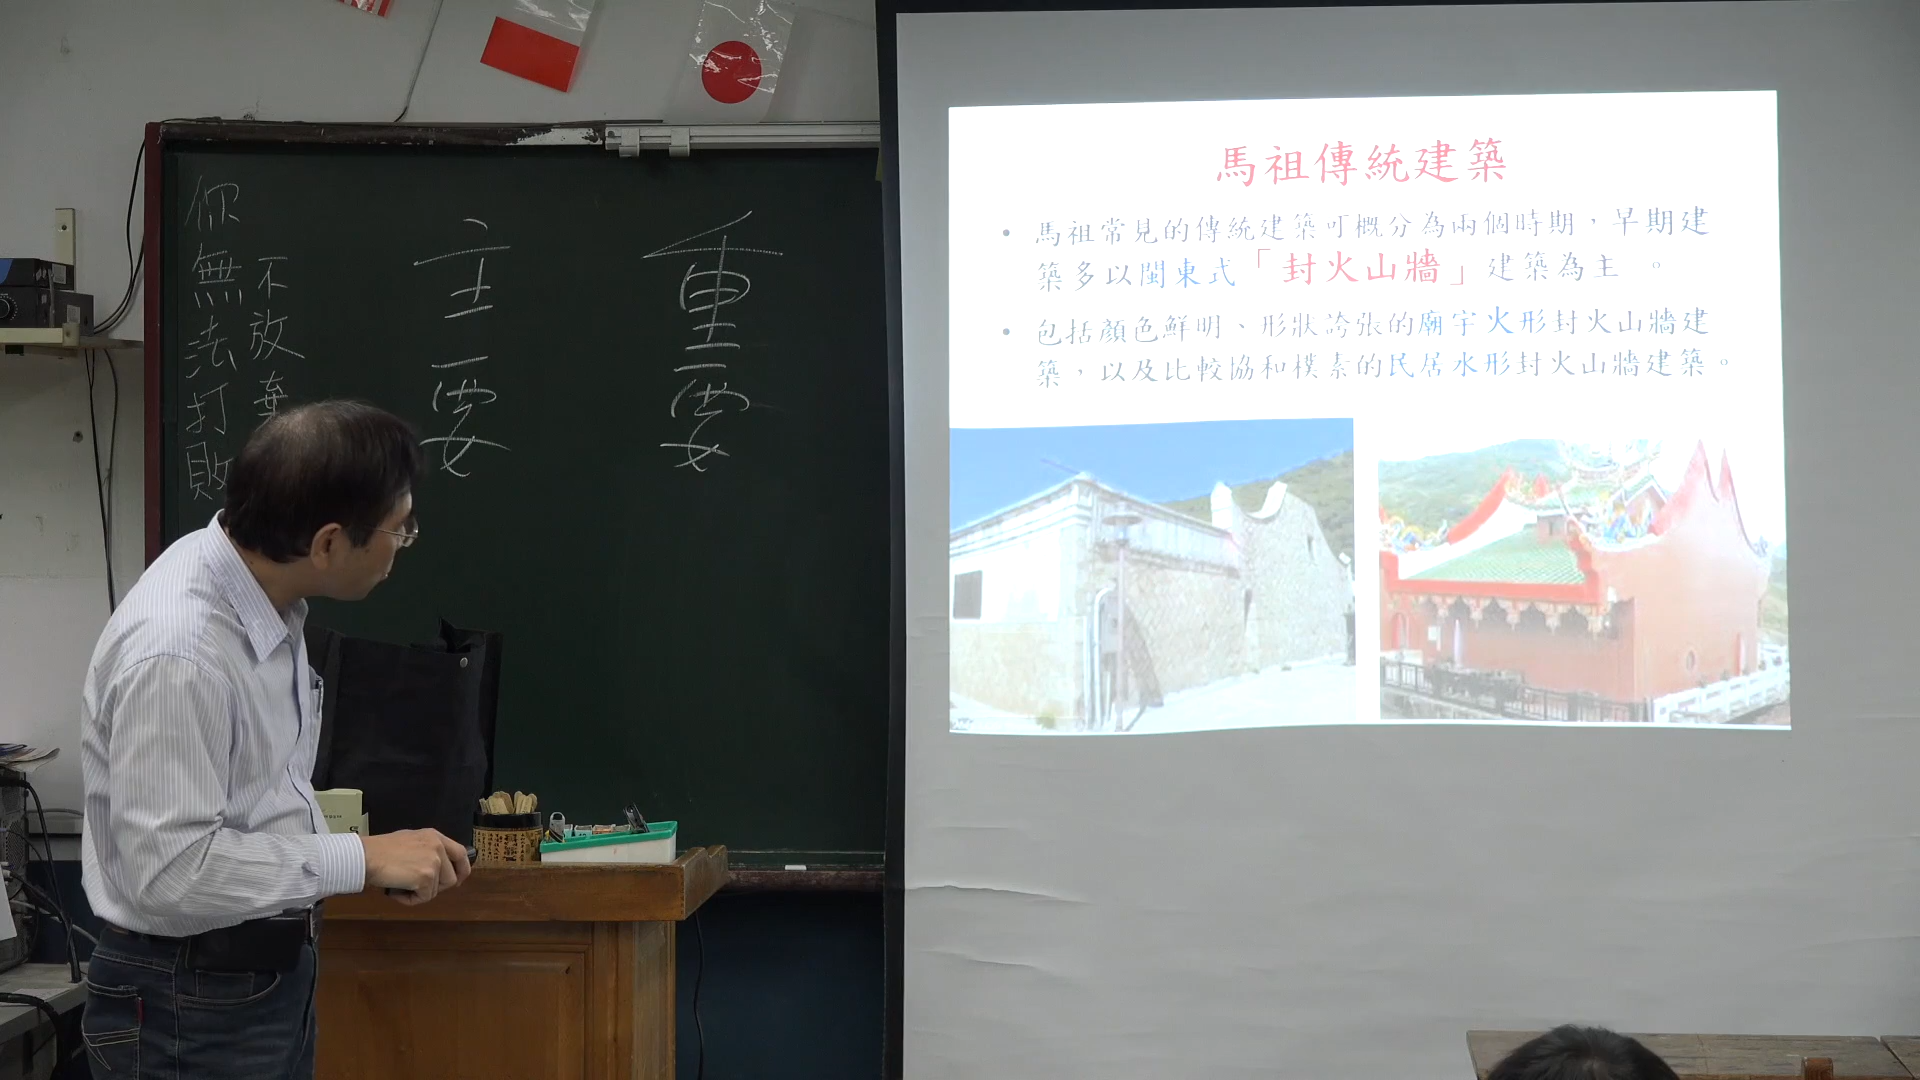 你無法打敗
不放棄
主要
重要
馬祖傳統建築
• 馬祖常見的傳統建築可概分為兩個時期，早期建
築多以閩東式「封火山牆」建築為主 。
• 包括顏色鮮明、形狀誇張的廟宇火形封火山牆建
築，以及比較協和樸素的民居水形封火山牆建築。